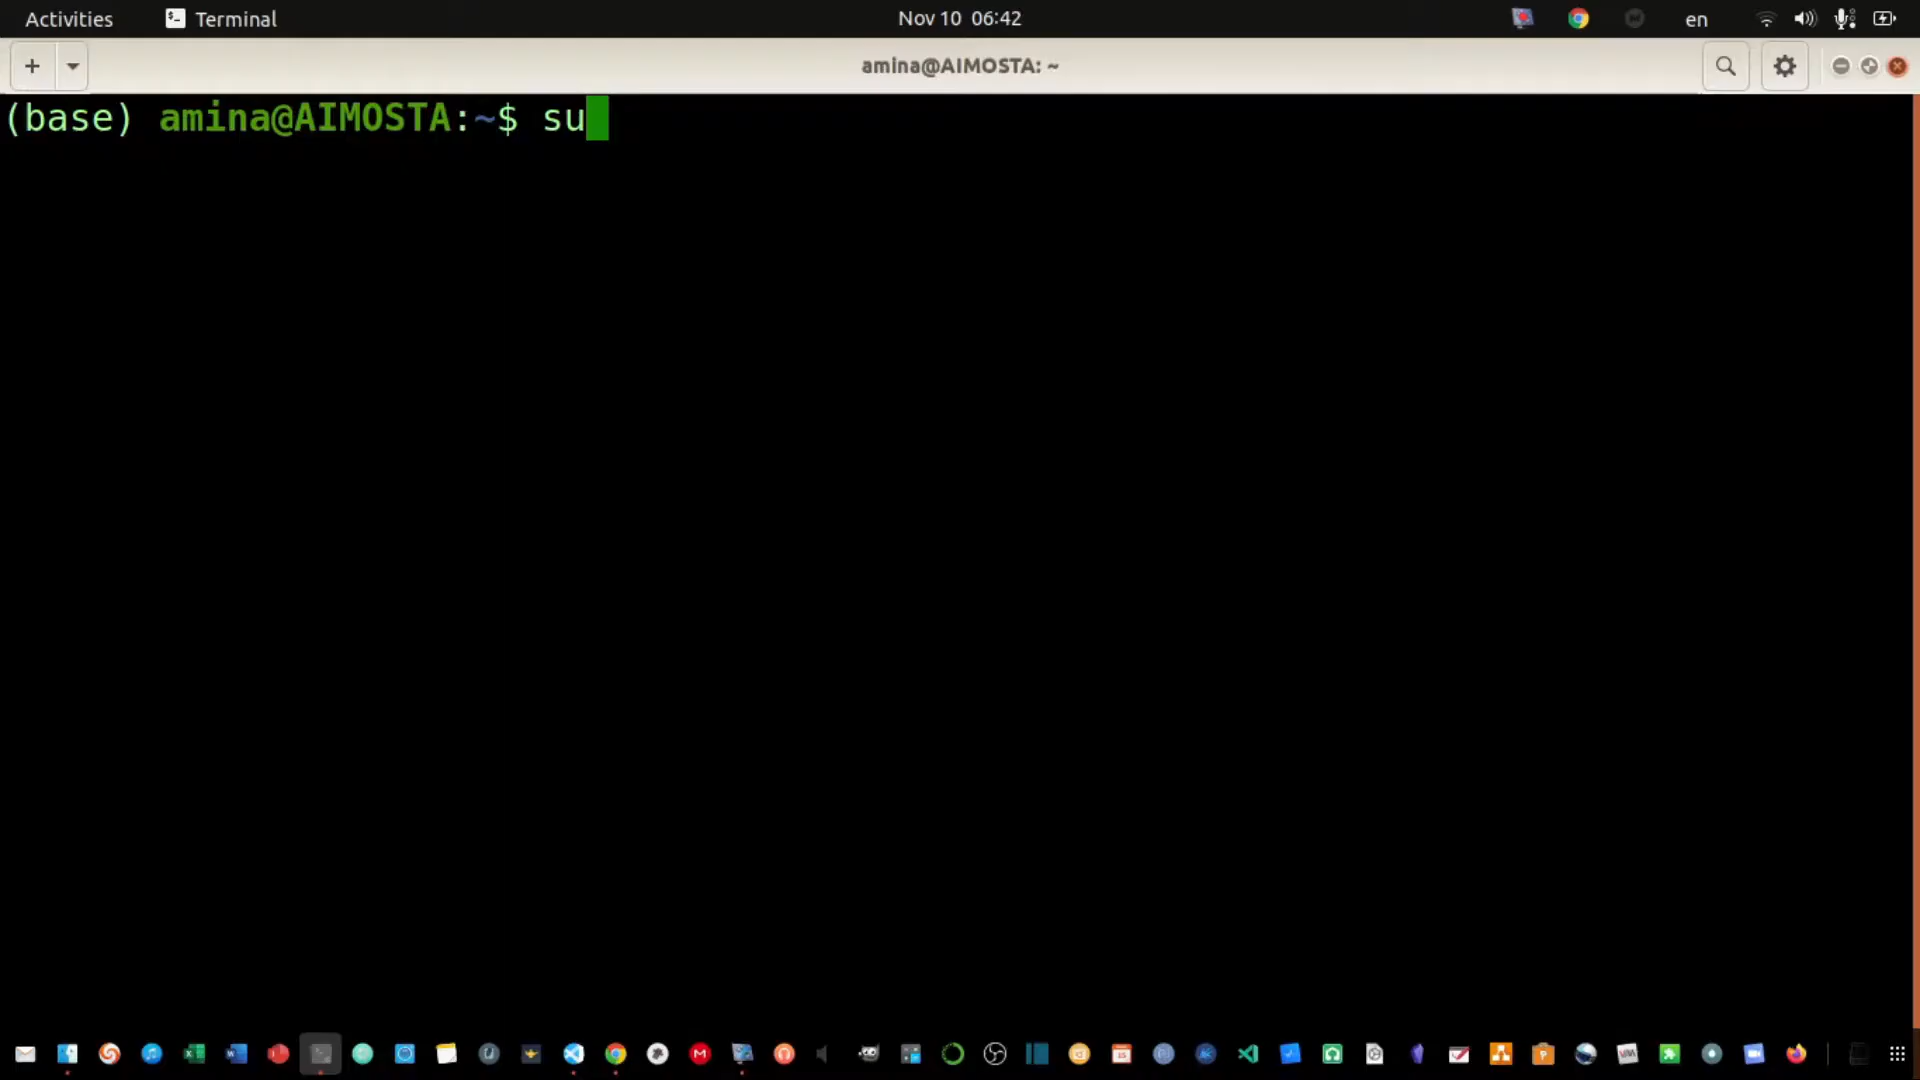 Activities Terminal Nov 10 06:42 en
amina@AIMOSTA: ~
(base) amina@AIMOSTA:~$ su